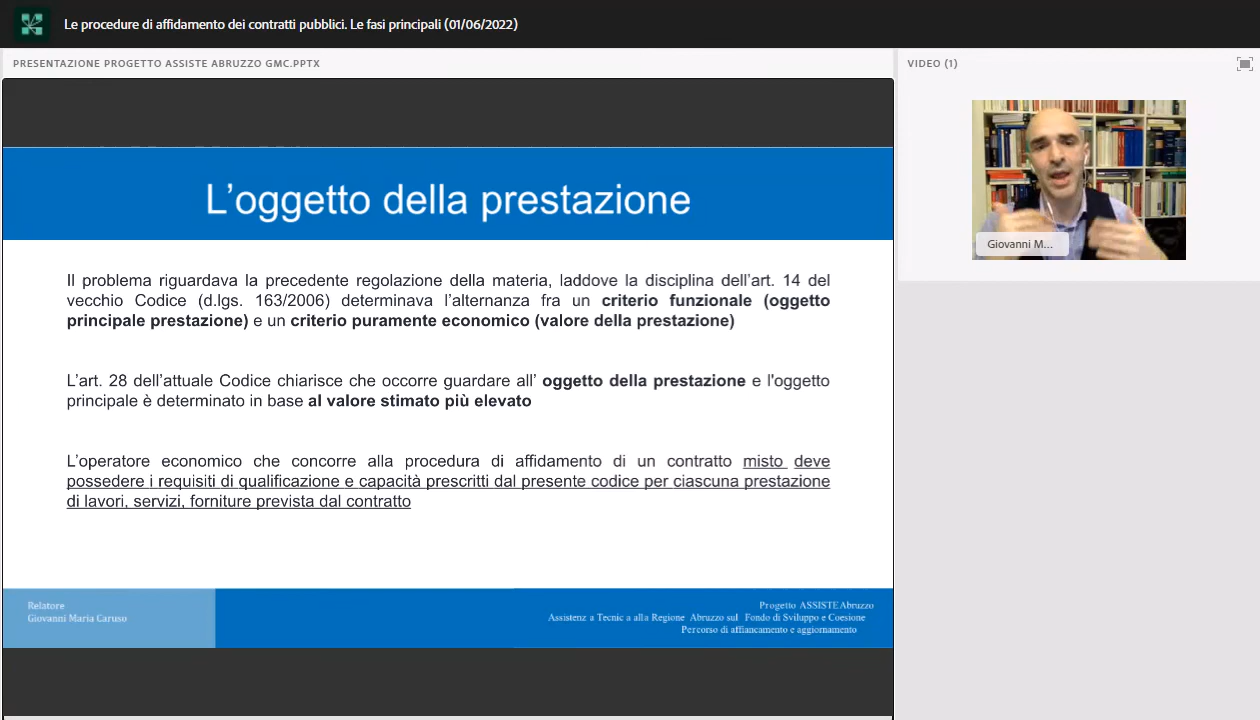 Le procedure di affidamento dei contratti pubblici. Le fasi principali (01/06/2022)
PRESENTAZIONE PROGETTO ASSISTE ABRUZZO GMC.PPTX
VIDEO (1)
Giovanni M...
L'oggetto della prestazione
Il problema riguardava la precedente regolazione della materia, laddove la disciplina dell'art. 14 del
vecchio Codice (d.lgs. 163/2006) determinava l'alternanza fra un criterio funzionale (oggetto
principale prestazione) e un criterio puramente economico (valore della prestazione)
L'art. 28 dell'attuale Codice chiarisce che occorre guardare all' oggetto della prestazione e l'oggetto
principale è determinato in base al valore stimato più elevato
L'operatore economico che concorre alla procedura di affidamento di un contratto misto deve
possedere i requisiti di qualificazione e capacità prescritti dal presente codice per ciascuna prestazione
di lavori, servizi, forniture prevista dal contratto
Relatore
Giovanni Maria Caruso
Progetto ASSISTE Abruzzo
Assistenz a Tecnic a alla Regione Abruzzo sul Fondo di Sviluppo e Coesione
Percorso di affiancamento e aggiornamento